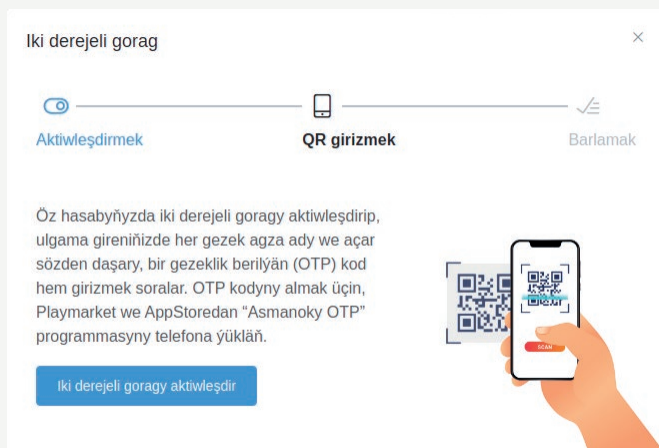 Iki derejeli gorag
Aktiwleşdirmek
QR girizmek
Barlamak
Öz hasabyňyzda iki derejeli goragy aktiwleşdirip,
ulgama gireniňizde her gezek agza ady we açar
sözden daşary, bir gezeklik berilýän (OTP) kod
hem girizmek soralar. OTP kodyny almak üçin,
Playmarket we AppStoredan “Asmanoky OTP”
programmasyny telefona ýükläň.
SCAN
Iki derejeli goragy aktiwleşdir